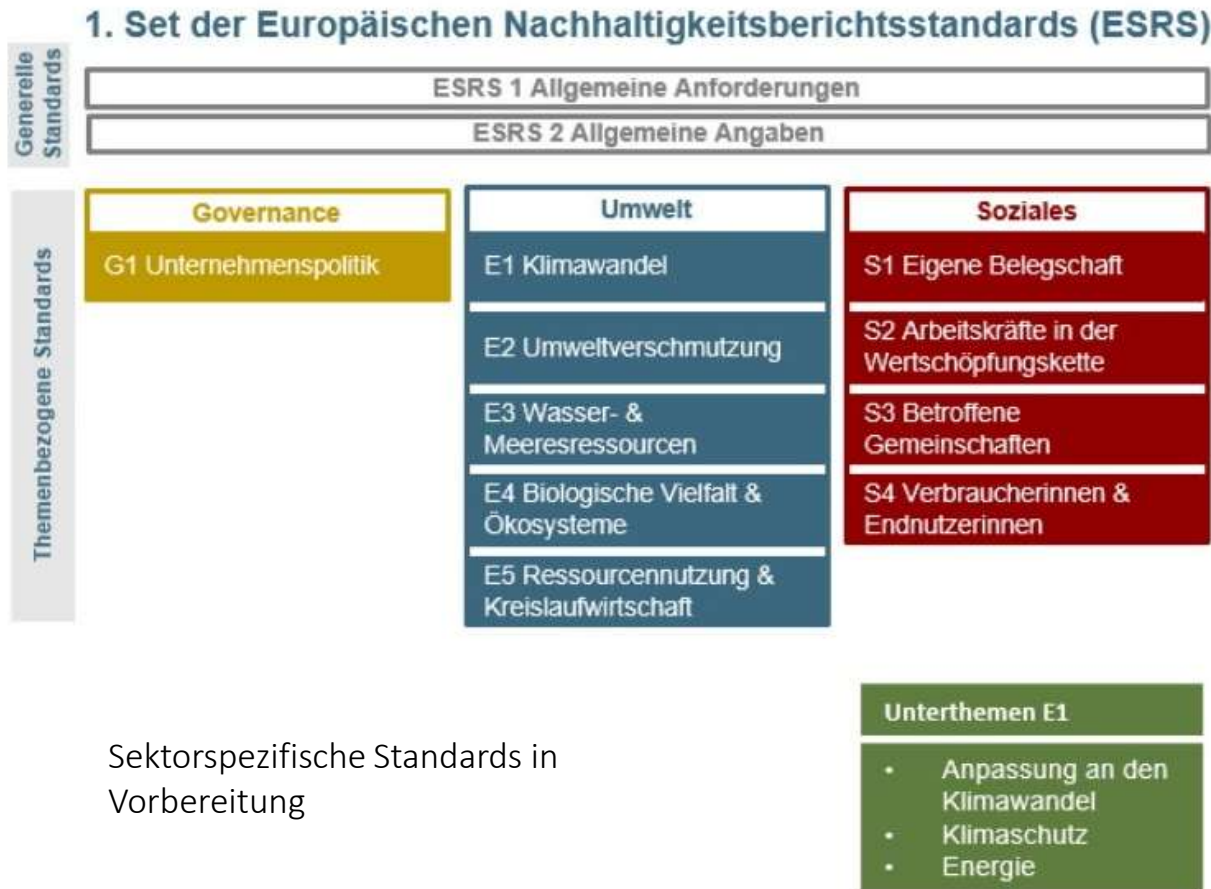 1. Set der Europäischen Nachhaltigkeitsberichtsstandards (ESRS)
Generelle
Standards
ESRS 1 Allgemeine Anforderungen
ESRS 2 Allgemeine Angaben
Themenbezogene Standards
Governance
G1 Unternehmenspolitik
Umwelt
E1 Klimawandel
E2 Umweltverschmutzung
E3 Wasser- &
Meeresressourcen
E4 Biologische Vielfalt &
Ökosysteme
E5 Ressourcennutzung &
Kreislaufwirtschaft
Soziales
S1 Eigene Belegschaft
S2 Arbeitskräfte in der
Wertschöpfungskette
S3 Betroffene
Gemeinschaften
S4 Verbraucherinnen &
Endnutzerinnen
Sektorspezifische Standards in
Vorbereitung
Unterthemen E1
• Anpassung an den
Klimawandel
• Klimaschutz
• Energie